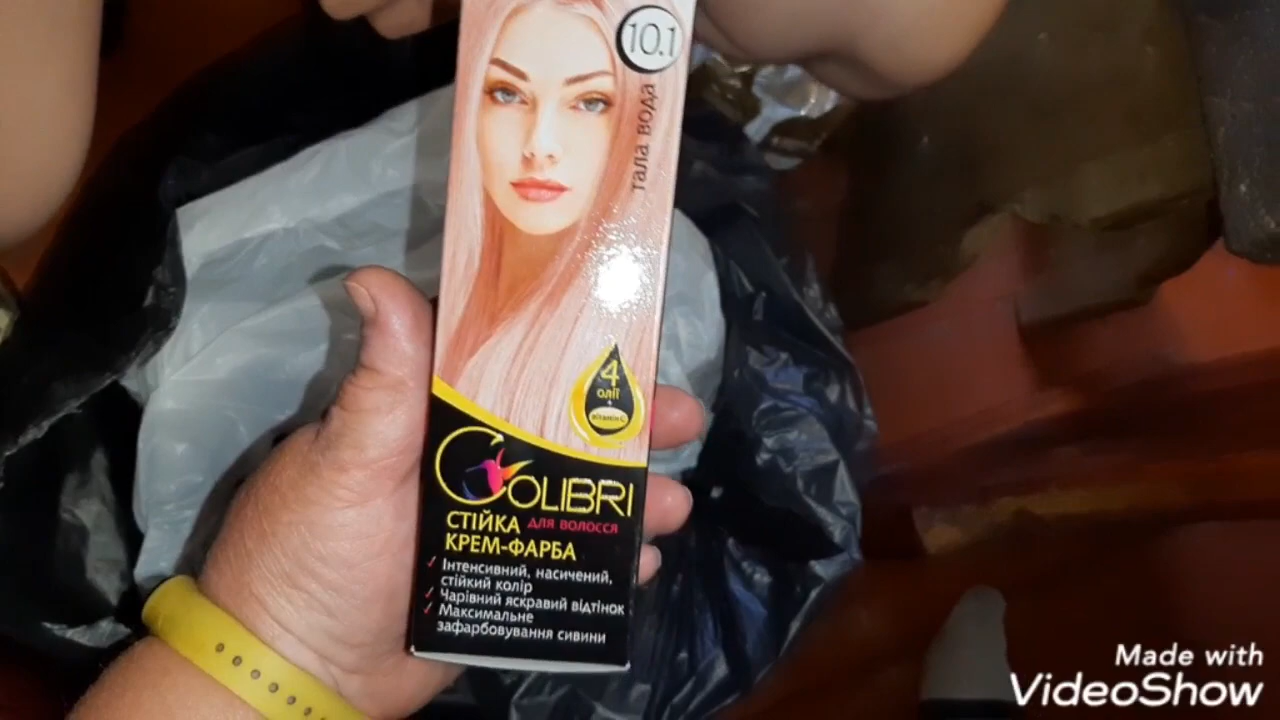 10.1
тала вода
4
олії
+
вітамін С
COLIBRI
СТІЙКА для волосся
КРЕМ-ФАРБА
✓ Інтенсивний, насичений,
стійкий колір
✓ Чарівний яскравий відтінок
✓ Максимальне
зафарбовування сивини
Made with
VideoShow